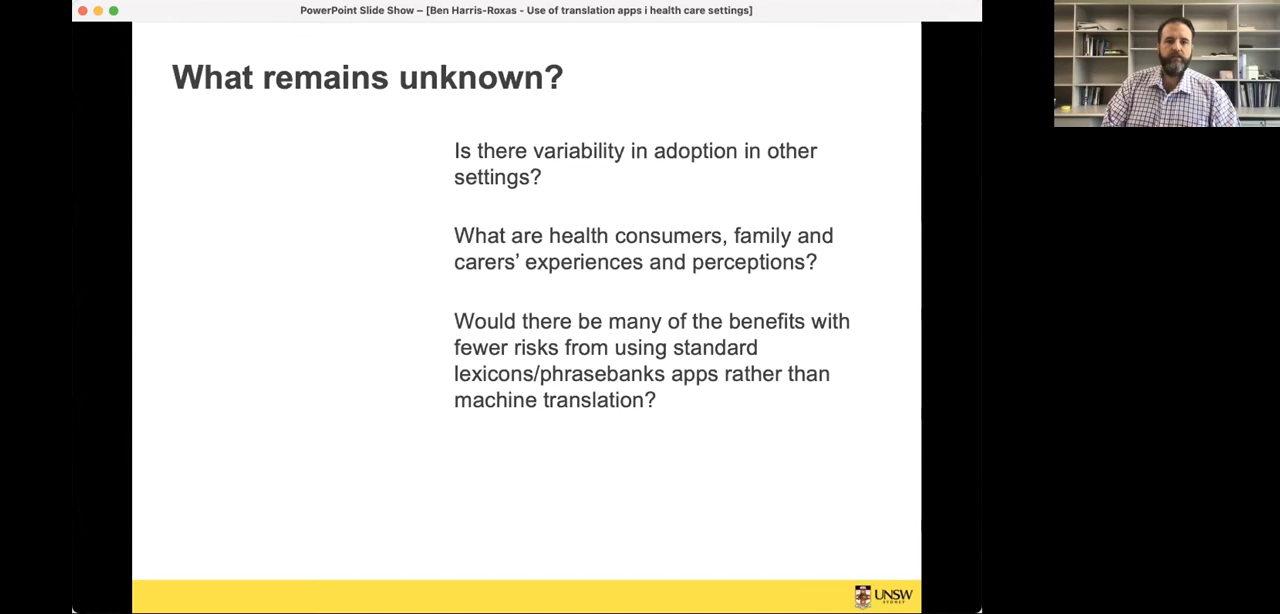 PowerPoint Slide Show – [Ben Harris-Roxas - Use of translation apps i health care settings]
What remains unknown?
Is there variability in adoption in other
settings?
What are health consumers, family and
carers’ experiences and perceptions?
Would there be many of the benefits with
fewer risks from using standard
lexicons/phrasebanks apps rather than
machine translation?
UNSW
SYDNEY